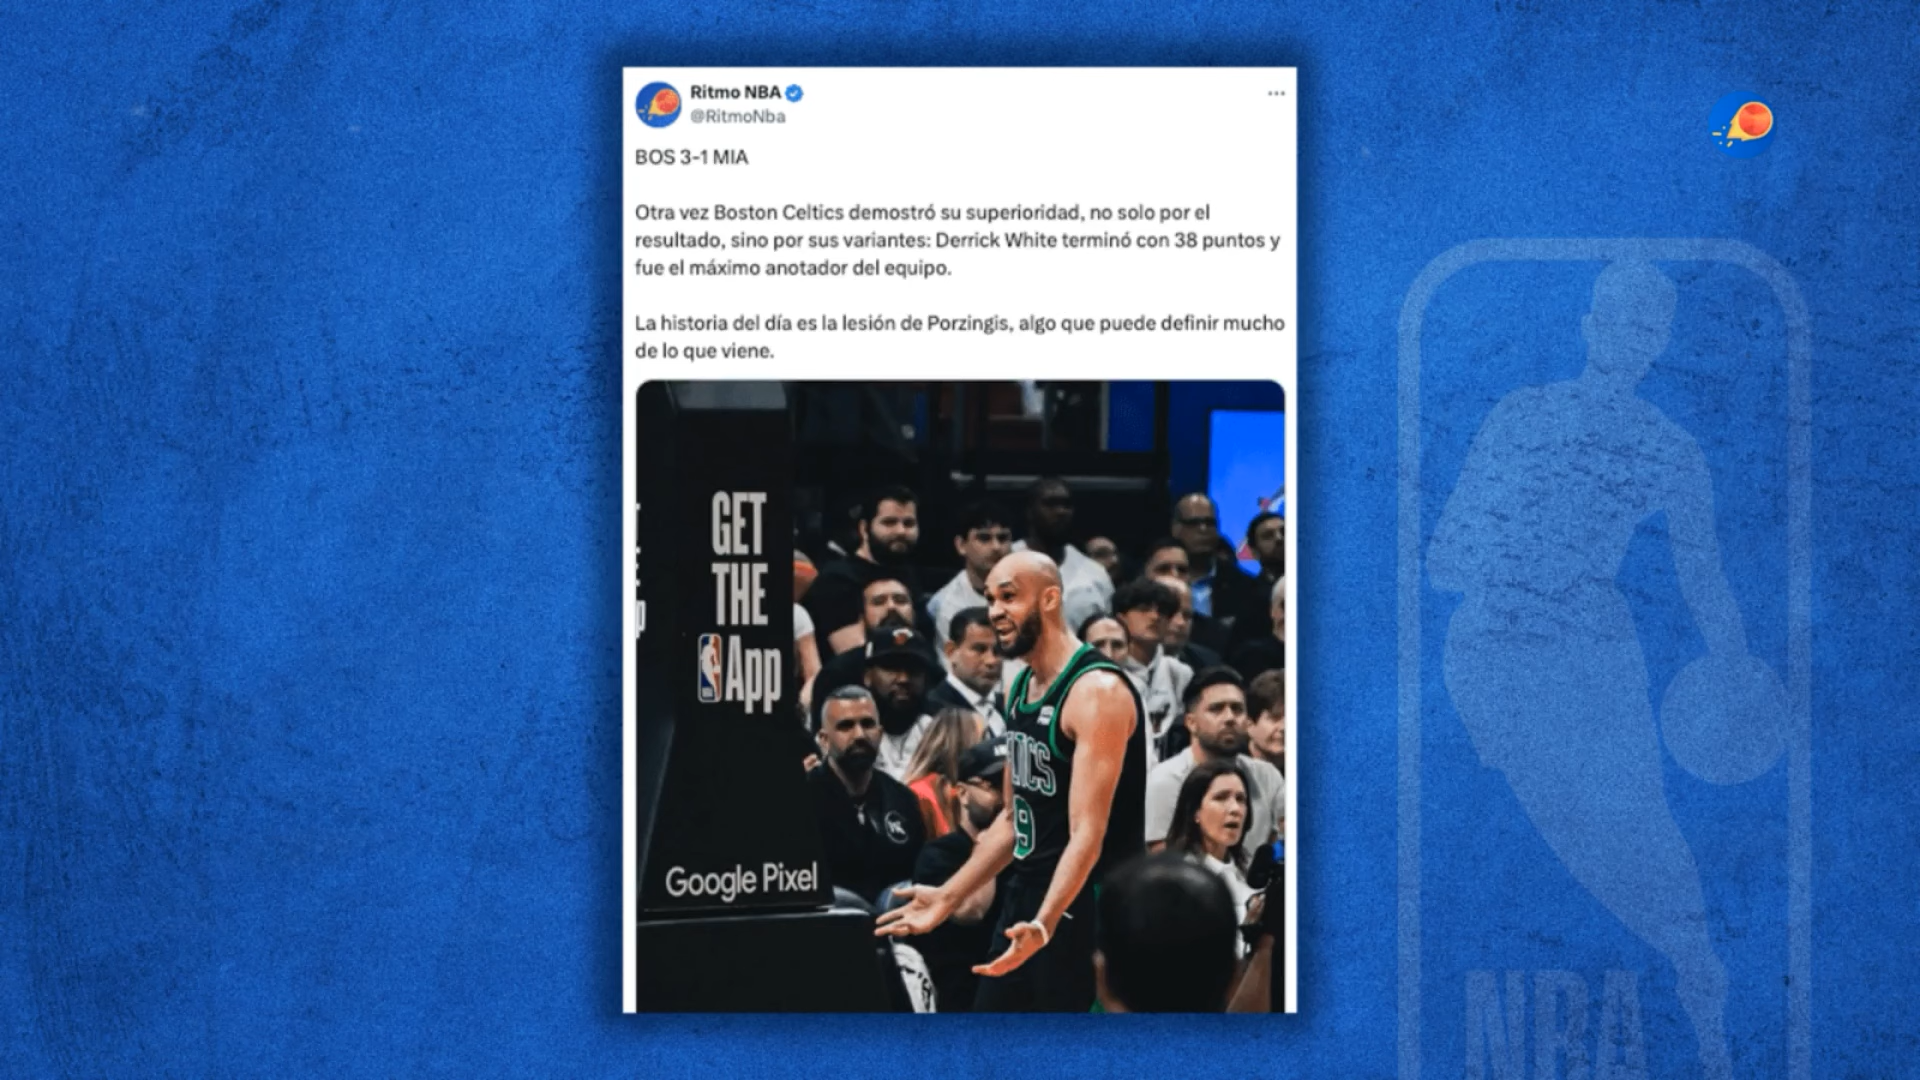 Ritmo NBA
@RitmoNba
BOS 3-1 MIA
Otra vez Boston Celtics demostró su superioridad, no solo por el
resultado, sino por sus variantes: Derrick White terminó con 38 puntos y
fue el máximo anotador del equipo.
La historia del día es la lesión de Porzingis, algo que puede definir mucho
de lo que viene.
GET
THE
App
Google Pixel
LTICS
9
NBA